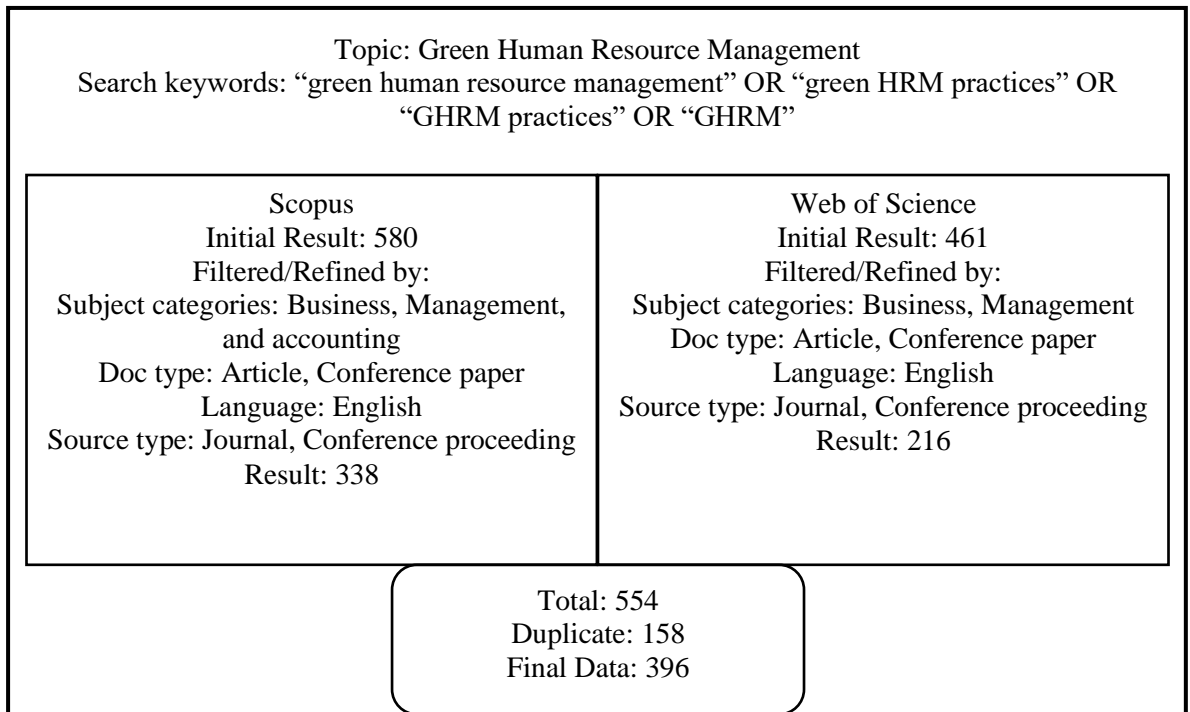 Topic: Green Human Resource Management
Search keywords: “green human resource management” OR “green HRM practices” OR
“GHRM practices” OR “GHRM”
Scopus
Initial Result: 580
Filtered/Refined by:
Subject categories: Business, Management,
and accounting
Doc type: Article, Conference paper
Language: English
Source type: Journal, Conference proceeding
Result: 338
Web of Science
Initial Result: 461
Filtered/Refined by:
Subject categories: Business, Management
Doc type: Article, Conference paper
Language: English
Source type: Journal, Conference proceeding
Result: 216
Total: 554
Duplicate: 158
Final Data: 396